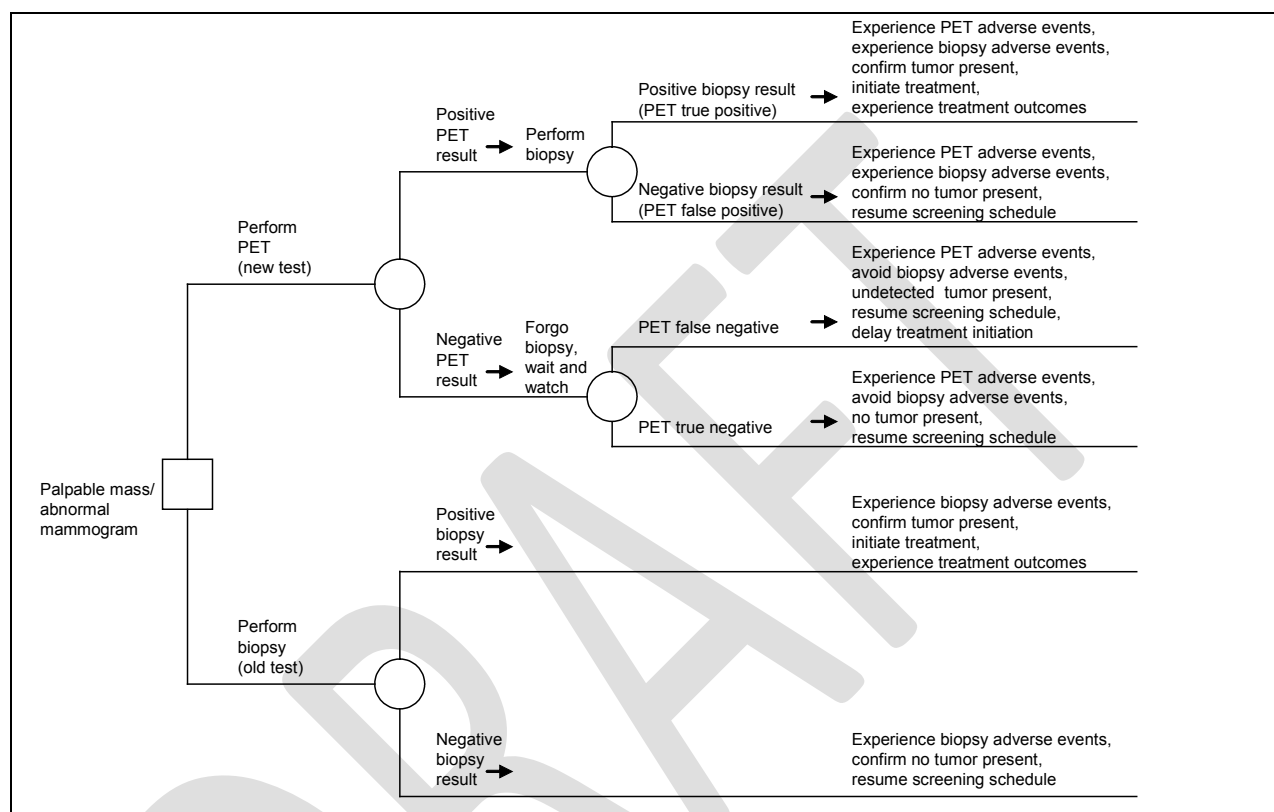 Experience PET adverse events,
experience biopsy adverse events,
confirm tumor present,
initiate treatment,
experience treatment outcomes
Positive biopsy result
(PET true positive)
Positive
PET
result
Perform
biopsy
Experience PET adverse events,
experience biopsy adverse events,
confirm no tumor present,
resume screening schedule
Negative biopsy result
(PET false positive)
Perform
PET
(new test)
Experience PET adverse events,
avoid biopsy adverse events,
undetected tumor present,
resume screening schedule,
delay treatment initiation
PET false negative
Negative
PET
result
Forgo
biopsy,
wait and
watch
Experience PET adverse events,
avoid biopsy adverse events,
no tumor present,
resume screening schedule
PET true negative
Palpable mass/
abnormal
mammogram
Positive
biopsy
result
Experience biopsy adverse events,
confirm tumor present,
initiate treatment,
experience treatment outcomes
Perform
biopsy
(old test)
Negative
biopsy
result
Experience biopsy adverse events,
confirm no tumor present,
resume screening schedule
DRAFT